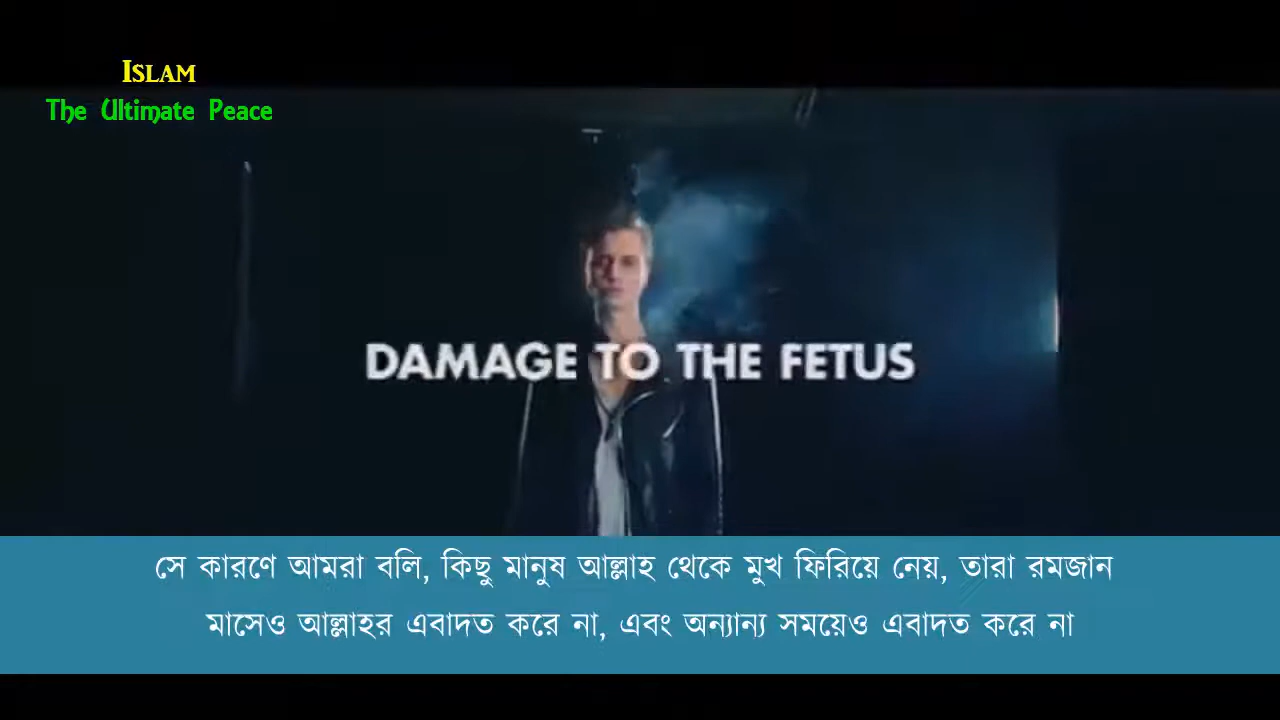 Islam
The Ultimate Peace
DAMAGE TO THE FETUS
সে কারণে আমরা বলি, কিছু মানুষ আল্লাহ থেকে মুখ ফিরিয়ে নেয়, তারা রমজান
মাসেও আল্লাহর এবাদত করে না, এবং অন্যান্য সময়েও এবাদত করে না